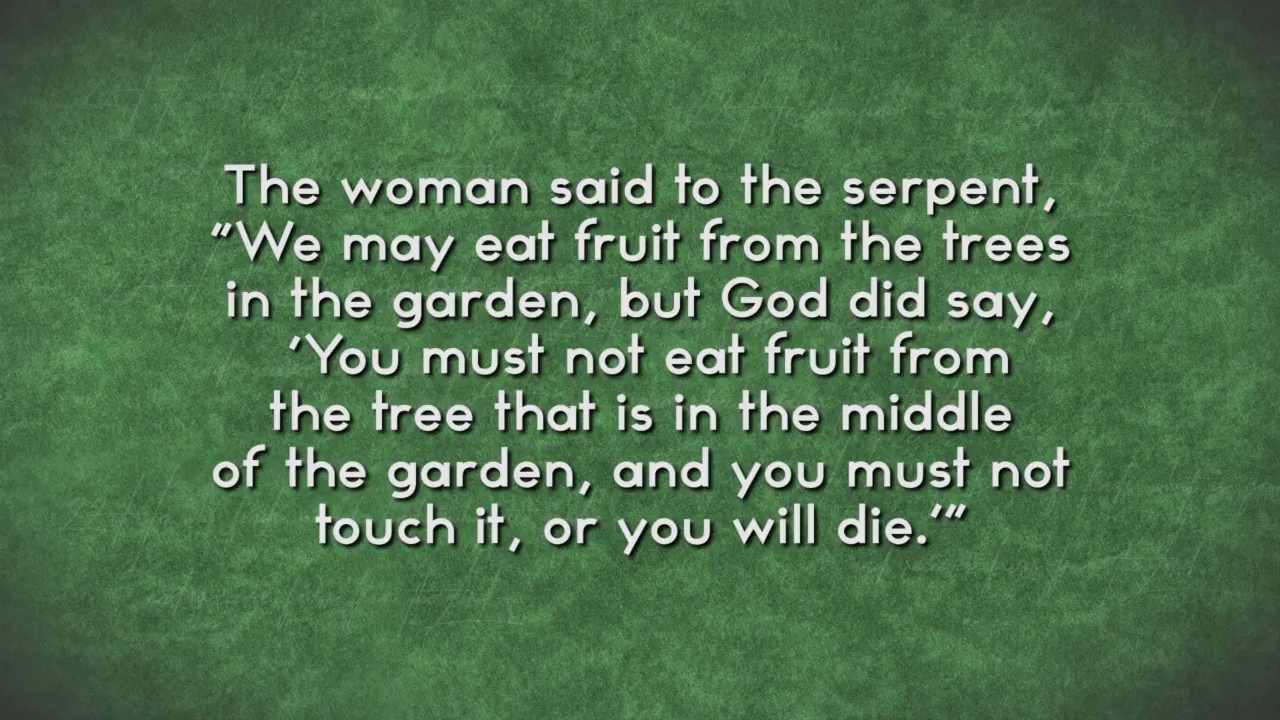 The woman said to the serpent,
“We may eat fruit from the trees
in the garden, but God did say,
‘You must not eat fruit from
the tree that is in the middle
of the garden, and you must not
touch it, or you will die.’”